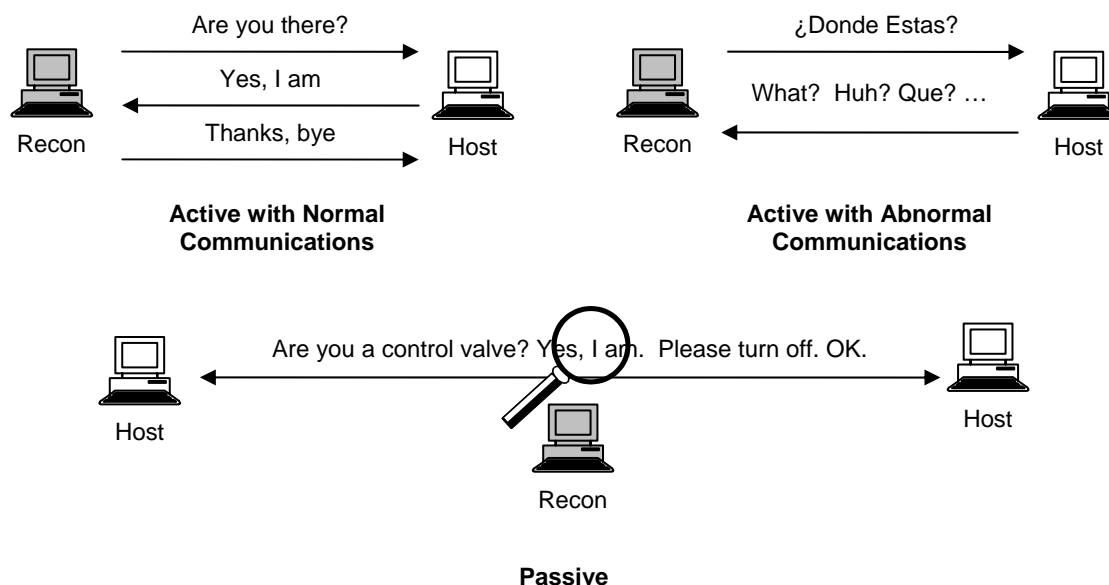 Are you there?
Yes, I am
Thanks, bye
Recon
Host
Active with Normal
Communications
¿Donde Estas?
What?  Huh? Que? …
Recon
Host
Active with Abnormal
Communications
Are you a control valve? Yes, I am.  Please turn off. OK.
Host
Host
Recon
Passive